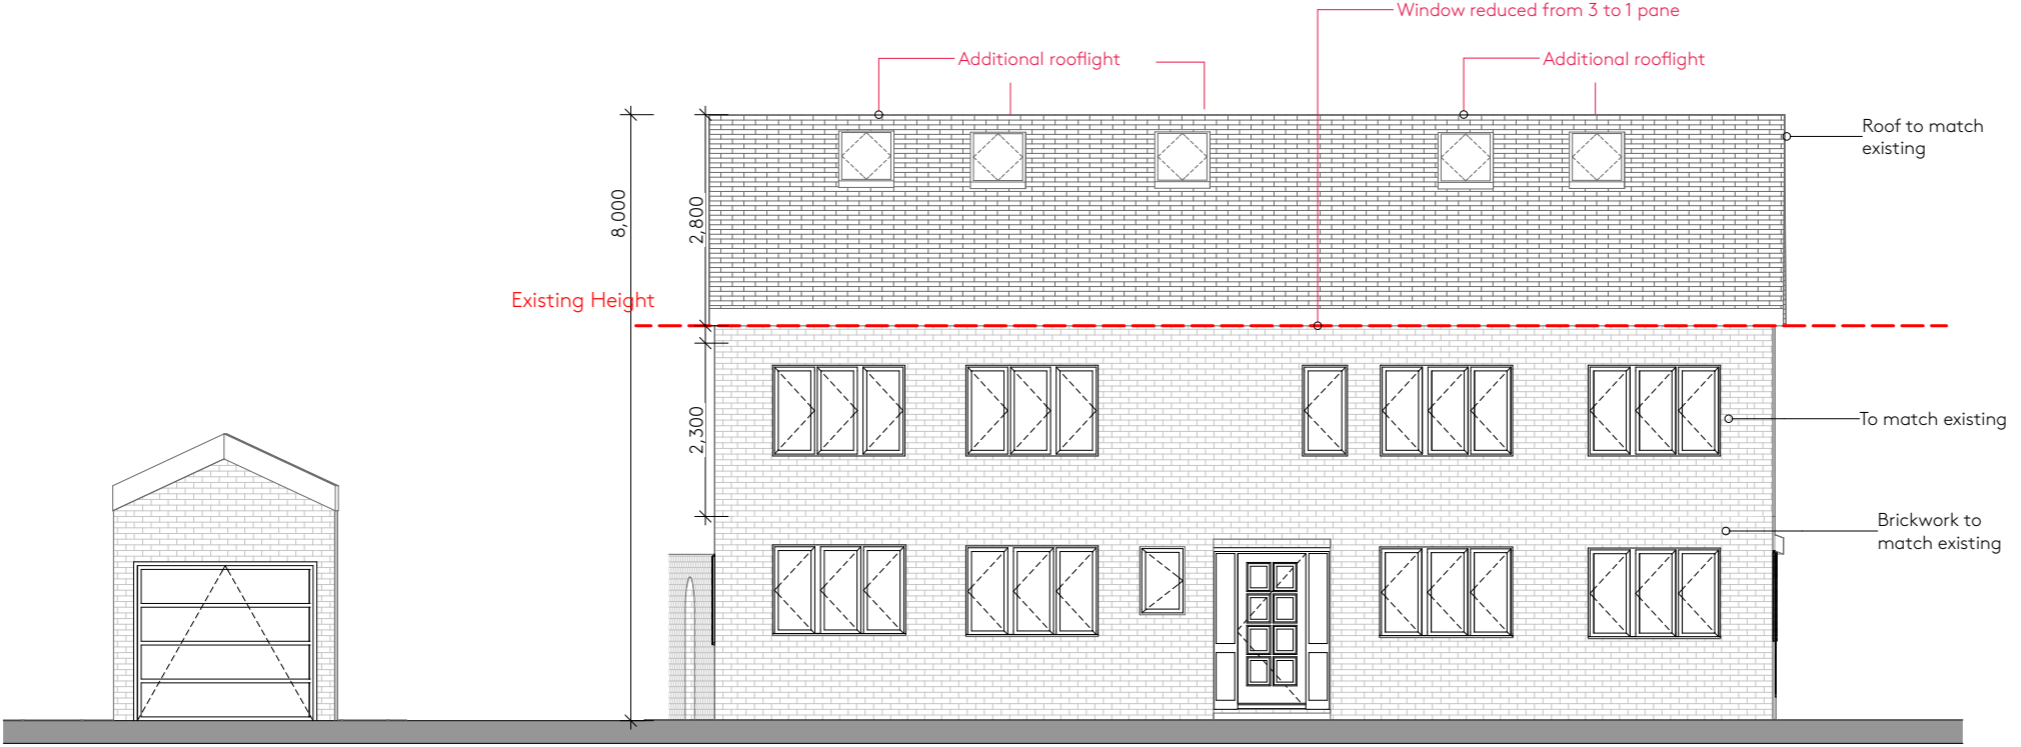 Window reduced from 3 to 1 pane
Additional rooflight
Additional rooflight
Roof to match
existing
8,000
2,800
Existing Height
2,300
To match existing
Brickwork to
match existing